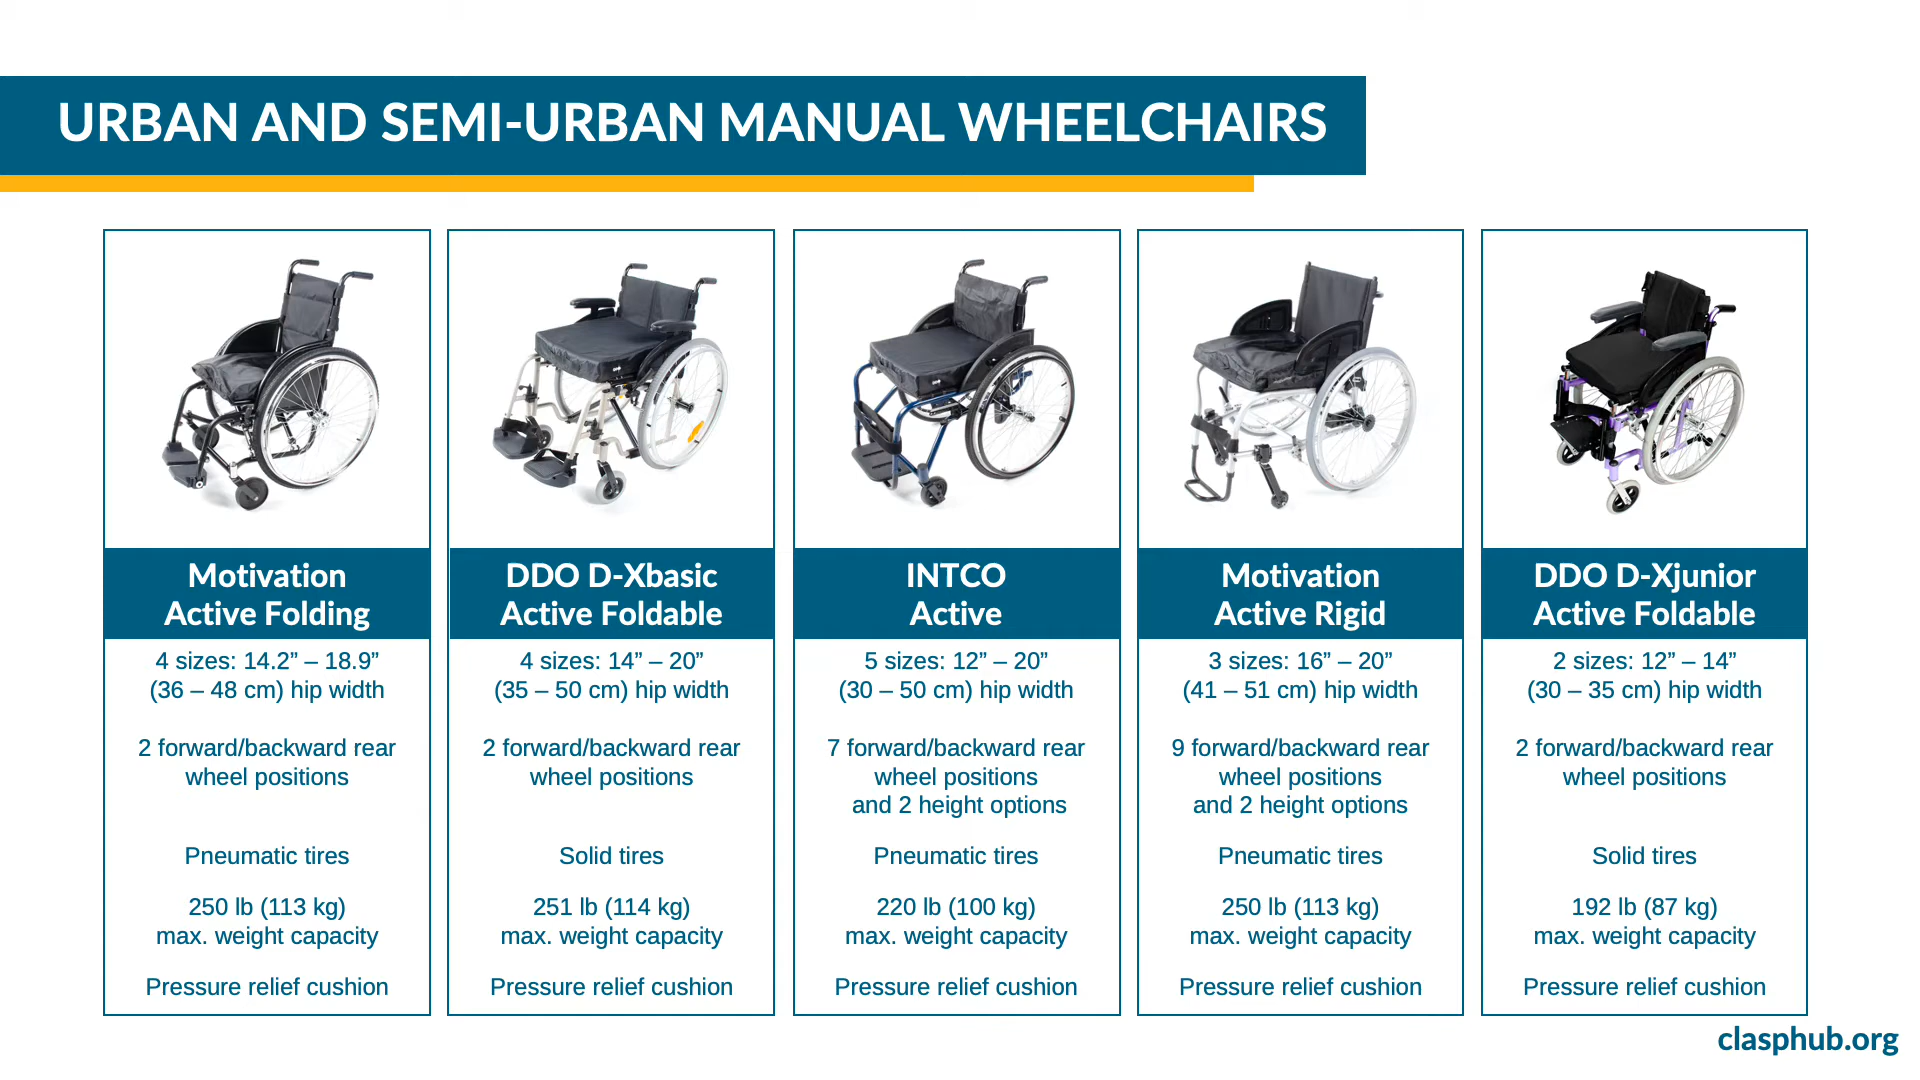 URBAN AND SEMI-URBAN MANUAL WHEELCHAIRS
Motivation
Active Folding
4 sizes: 14.2” – 18.9”
(36 – 48 cm) hip width
2 forward/backward rear
wheel positions
Pneumatic tires
250 lb (113 kg)
max. weight capacity
Pressure relief cushion
DDO D-Xbasic
Active Foldable
4 sizes: 14” – 20”
(35 – 50 cm) hip width
2 forward/backward rear
wheel positions
Solid tires
251 lb (114 kg)
max. weight capacity
Pressure relief cushion
INTCO
Active
5 sizes: 12” – 20”
(30 – 50 cm) hip width
7 forward/backward rear
wheel positions
and 2 height options
Pneumatic tires
220 lb (100 kg)
max. weight capacity
Pressure relief cushion
Motivation
Active Rigid
3 sizes: 16” – 20”
(41 – 51 cm) hip width
9 forward/backward rear
wheel positions
and 2 height options
Pneumatic tires
250 lb (113 kg)
max. weight capacity
Pressure relief cushion
DDO D-Xjunior
Active Foldable
2 sizes: 12” – 14”
(30 – 35 cm) hip width
2 forward/backward rear
wheel positions
Solid tires
192 lb (87 kg)
max. weight capacity
Pressure relief cushion
clasphub.org